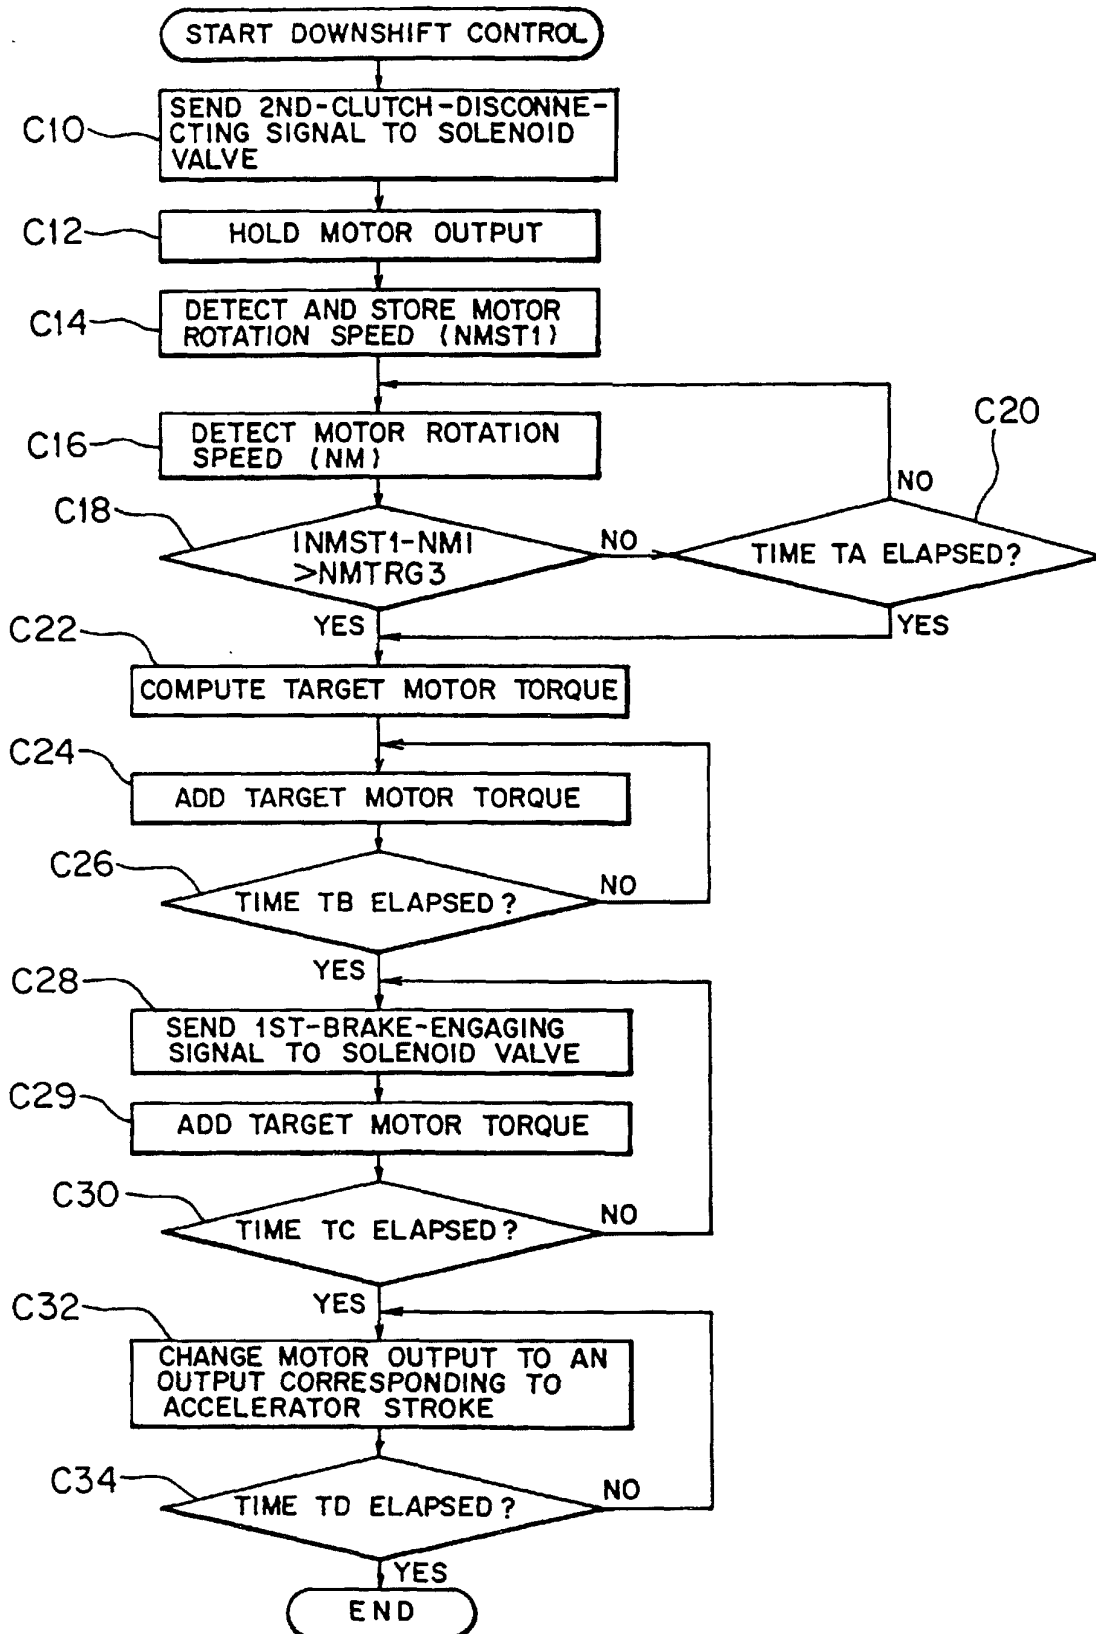 START DOWNSHIFT CONTROL
C10
SEND 2ND-CLUTCH-DISCONNE-
CTING SIGNAL TO SOLENOID
VALVE
C12
HOLD MOTOR OUTPUT
C14
DETECT AND STORE MOTOR
ROTATION SPEED (NMST1)
C16
DETECT MOTOR ROTATION
SPEED (NM)
C18
|NMST1-NM|
>NMTRG3
NO
YES
C20
TIME TA ELAPSED?
NO
YES
C22
COMPUTE TARGET MOTOR TORQUE
C24
ADD TARGET MOTOR TORQUE
C26
TIME TB ELAPSED?
NO
YES
C28
SEND 1ST-BRAKE-ENGAGING
SIGNAL TO SOLENOID VALVE
C29
ADD TARGET MOTOR TORQUE
C30
TIME TC ELAPSED?
NO
YES
C32
CHANGE MOTOR OUTPUT TO AN
OUTPUT CORRESPONDING TO
ACCELERATOR STROKE
C34
TIME TD ELAPSED?
NO
YES
END